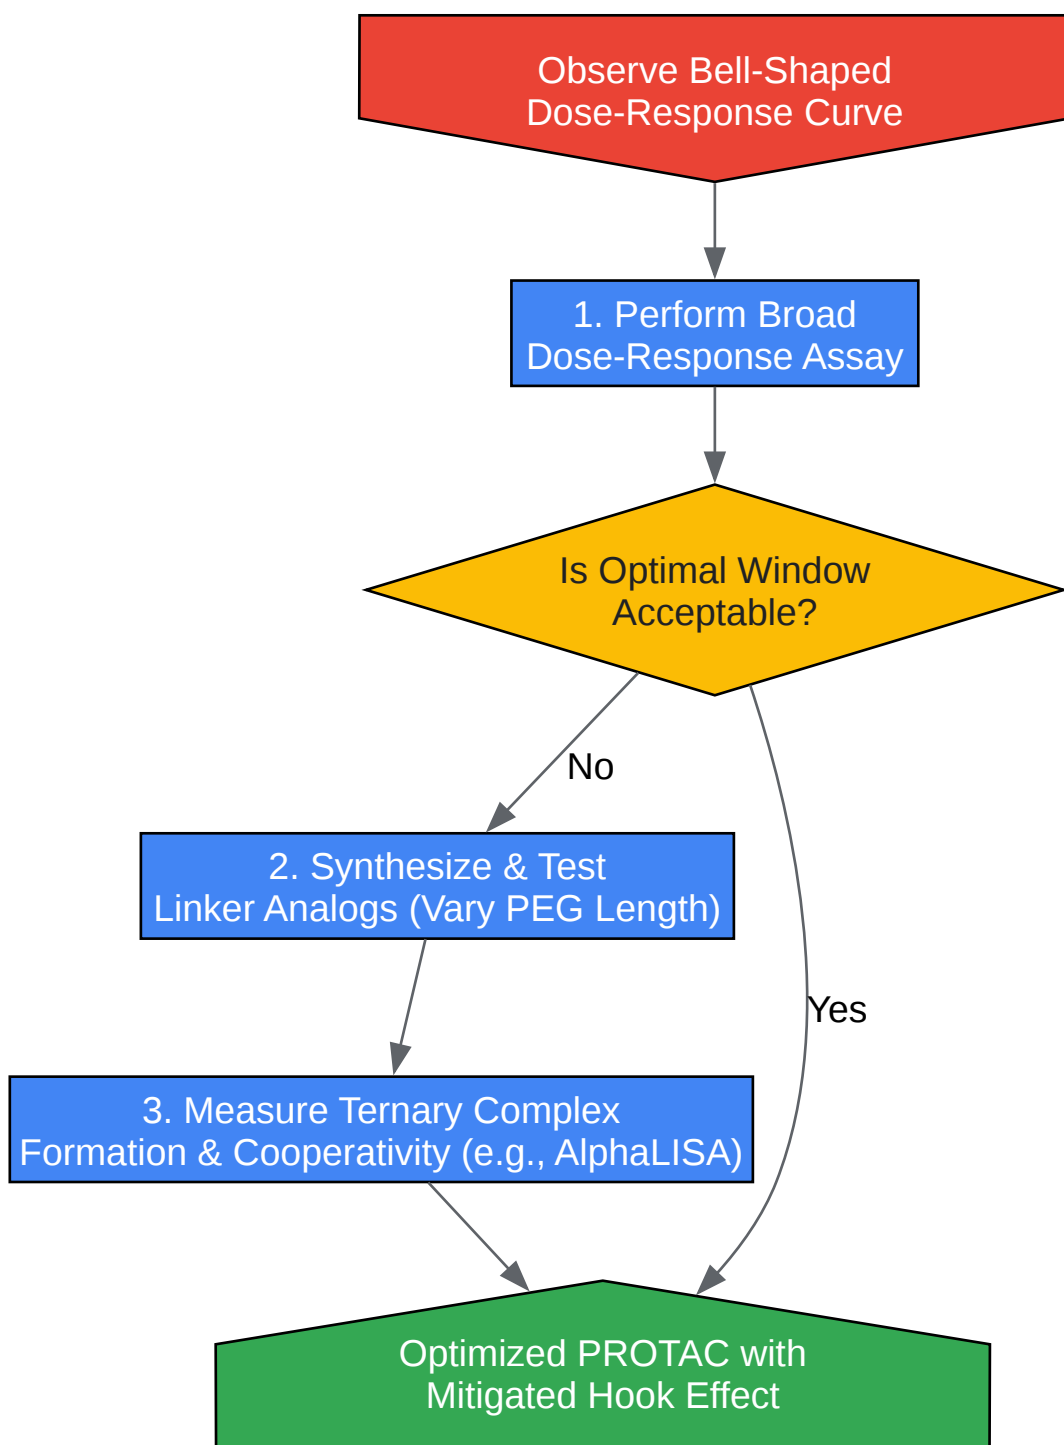 Observe Bell-Shaped
Dose-Response Curve
1. Perform Broad
Dose-Response Assay
Is Optimal Window
Acceptable?
No
2. Synthesize & Test
Linker Analogs (Vary PEG Length)
Yes
3. Measure Ternary Complex
Formation & Cooperativity (e.g., AlphaLISA)
Optimized PROTAC with
Mitigated Hook Effect